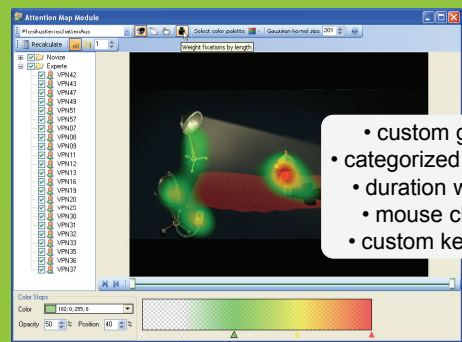 Attention Map Module
PhysikusKernschattenAus
Select color palette
Gaussian kernel size 201
Recalculate all 1
Weight fixations by length
Novize
Experte
VPN42
VPN43
VPN47
VPN49
VPN51
VPN57
VPN07
VPN08
VPN09
VPN11
VPN12
VPN13
VPN16
VPN19
VPN20
VPN25
VPN30
VPN31
VPN32
VPN33
VPN35
VPN36
VPN37
• custom g
• categorized
• duration w
• mouse c
• custom ke
Color Stops
Color 102; 0; 255; 0
Opacity 50 % Position 40 %